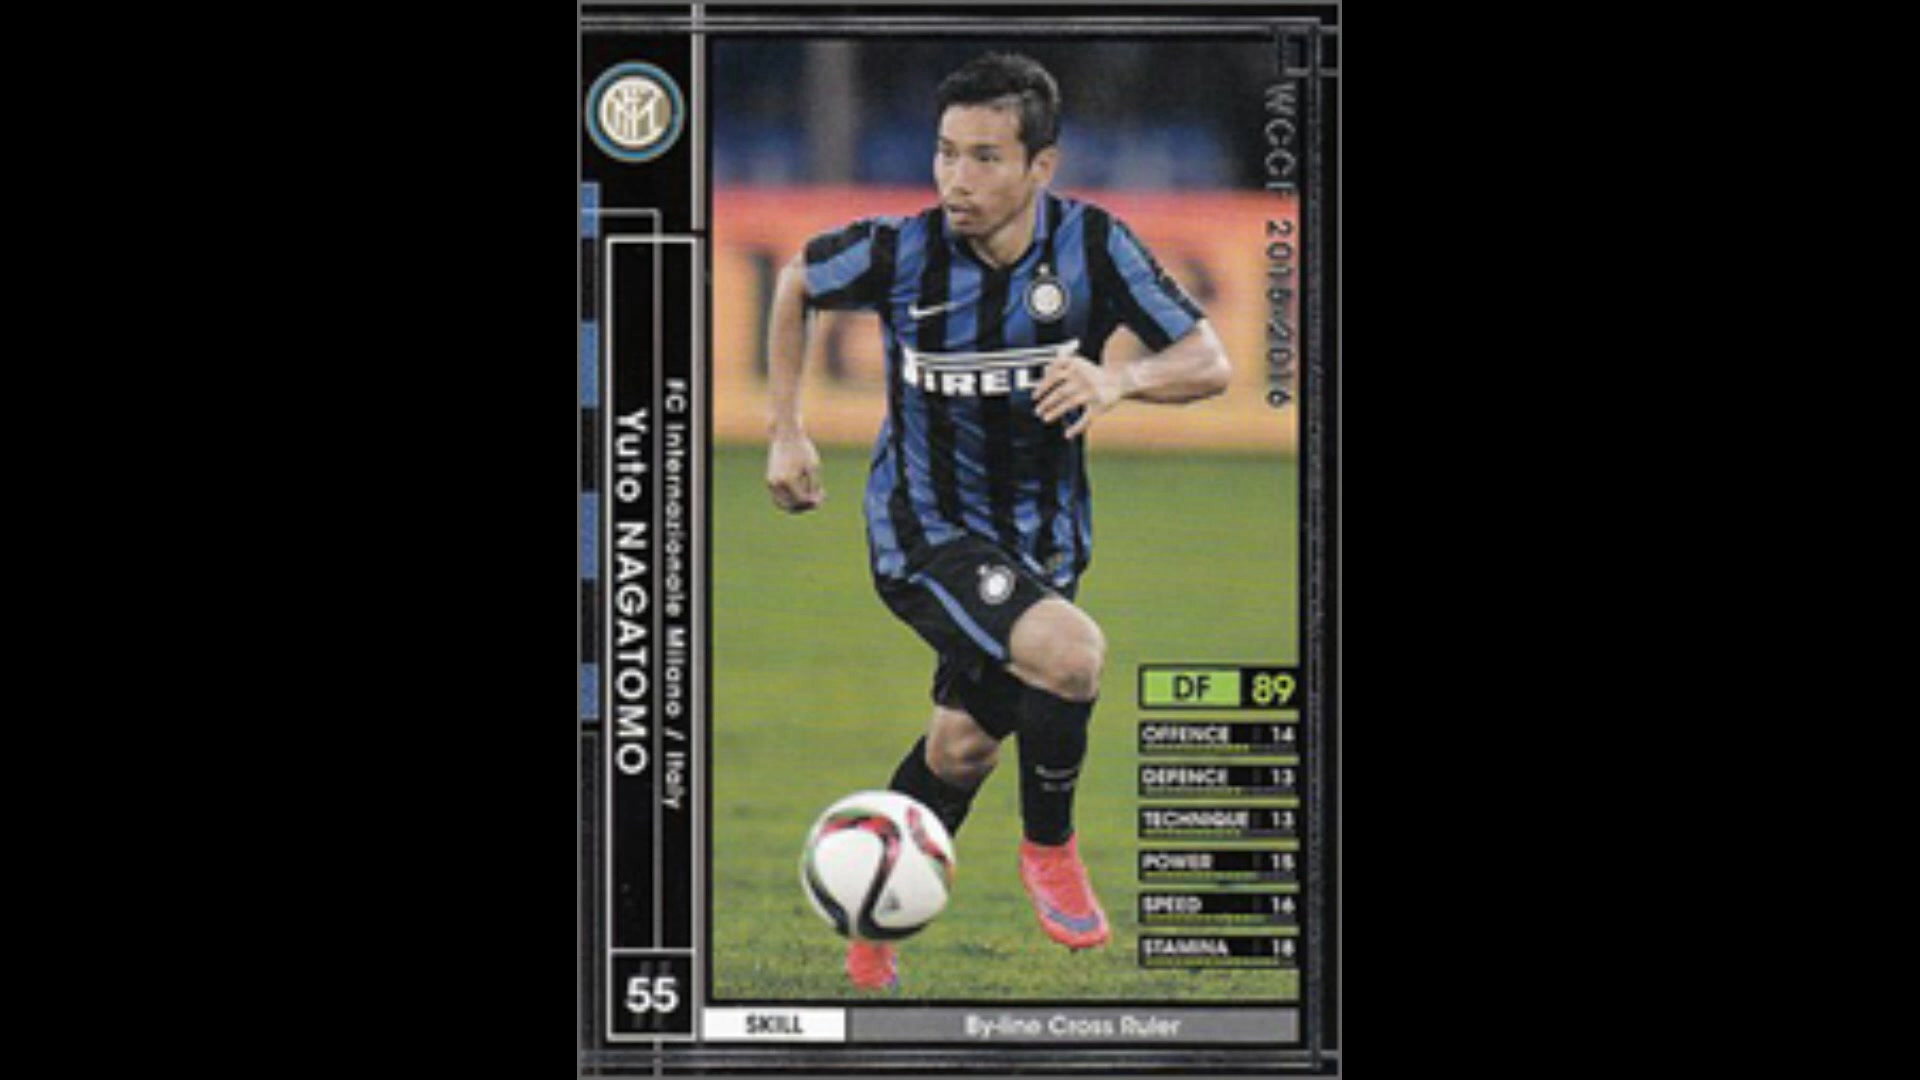 WCCF 2015-2016
FC Internazionale Milano / Italy
Yuto NAGATOMO
55
PIRELL
DF 89
OFFENCE 14
DEFENCE 13
TECHNIQUE 13
POWER 15
SPEED 16
STAMINA 18
SKILL
By-line Cross Ruler